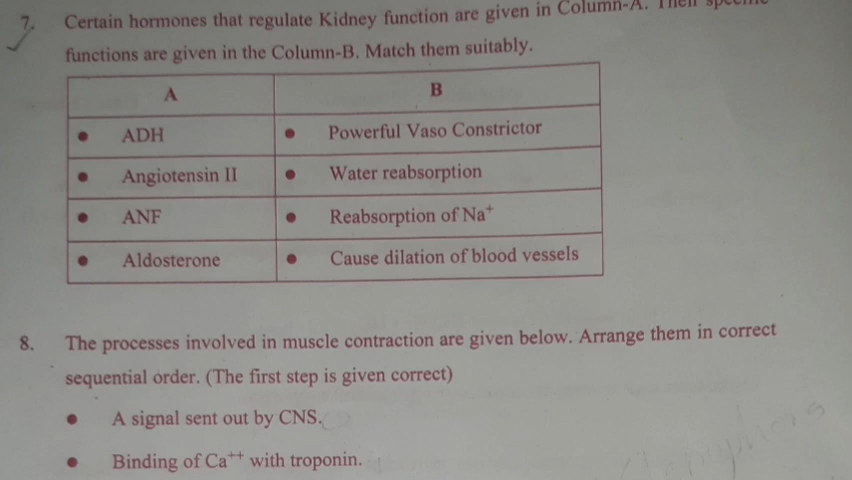 7. Certain hormones that regulate Kidney function are given in Column-A. Their
functions are given in the Column-B. Match them suitably.
A B
• ADH • Powerful Vaso Constrictor
• Angiotensin II • Water reabsorption
• ANF • Reabsorption of Na⁺
• Aldosterone • Cause dilation of blood vessels
8. The processes involved in muscle contraction are given below. Arrange them in correct
sequential order. (The first step is given correct)
• A signal sent out by CNS.
• Binding of Ca⁺⁺ with troponin.